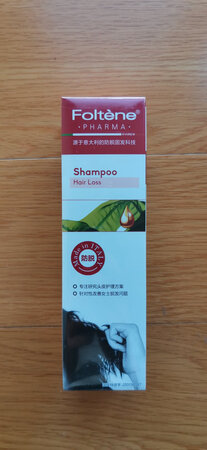 Foltène®
·PHARMA·
源于意大利的防脱固发科技
Shampoo
Hair Loss
Made in ITALY
防脱
专注研究头皮护理方案
针对性改善女士脱发问题